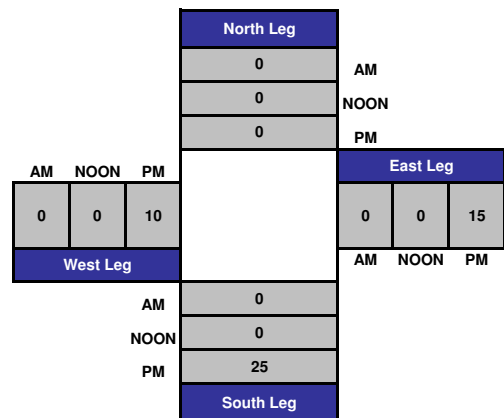 North Leg
0 AM
0 NOON
0 PM
AM NOON PM
East Leg
0 0 10
0 0 15
West Leg
AM NOON PM
AM 0
NOON 0
PM 25
South Leg